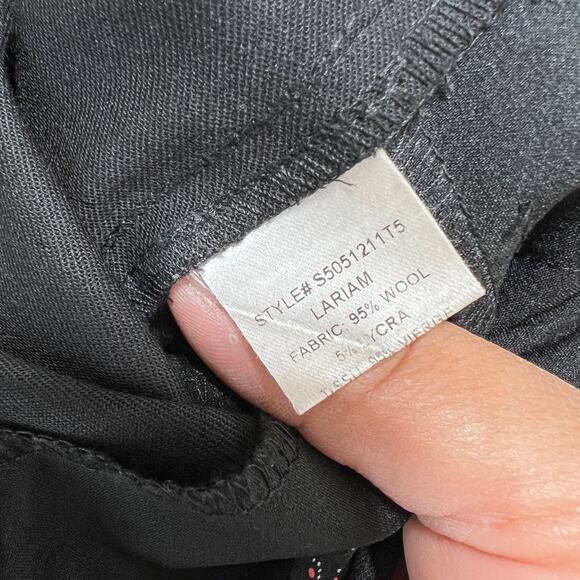 STYLE# S5051211T5
LARIAM
FABRIC: 95% WOOL
5% LYCRA